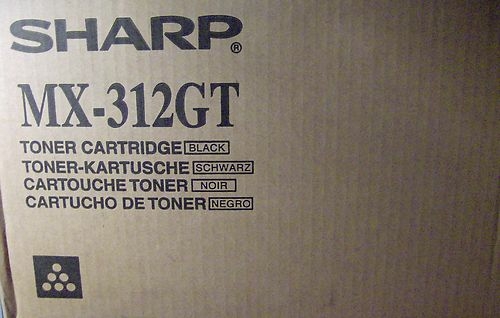 SHARP®
MX-312GT
TONER CARTRIDGE BLACK
TONER-KARTUSCHE SCHWARZ
CARTOUCHE TONER NOIR
CARTUCHO DE TONER NEGRO